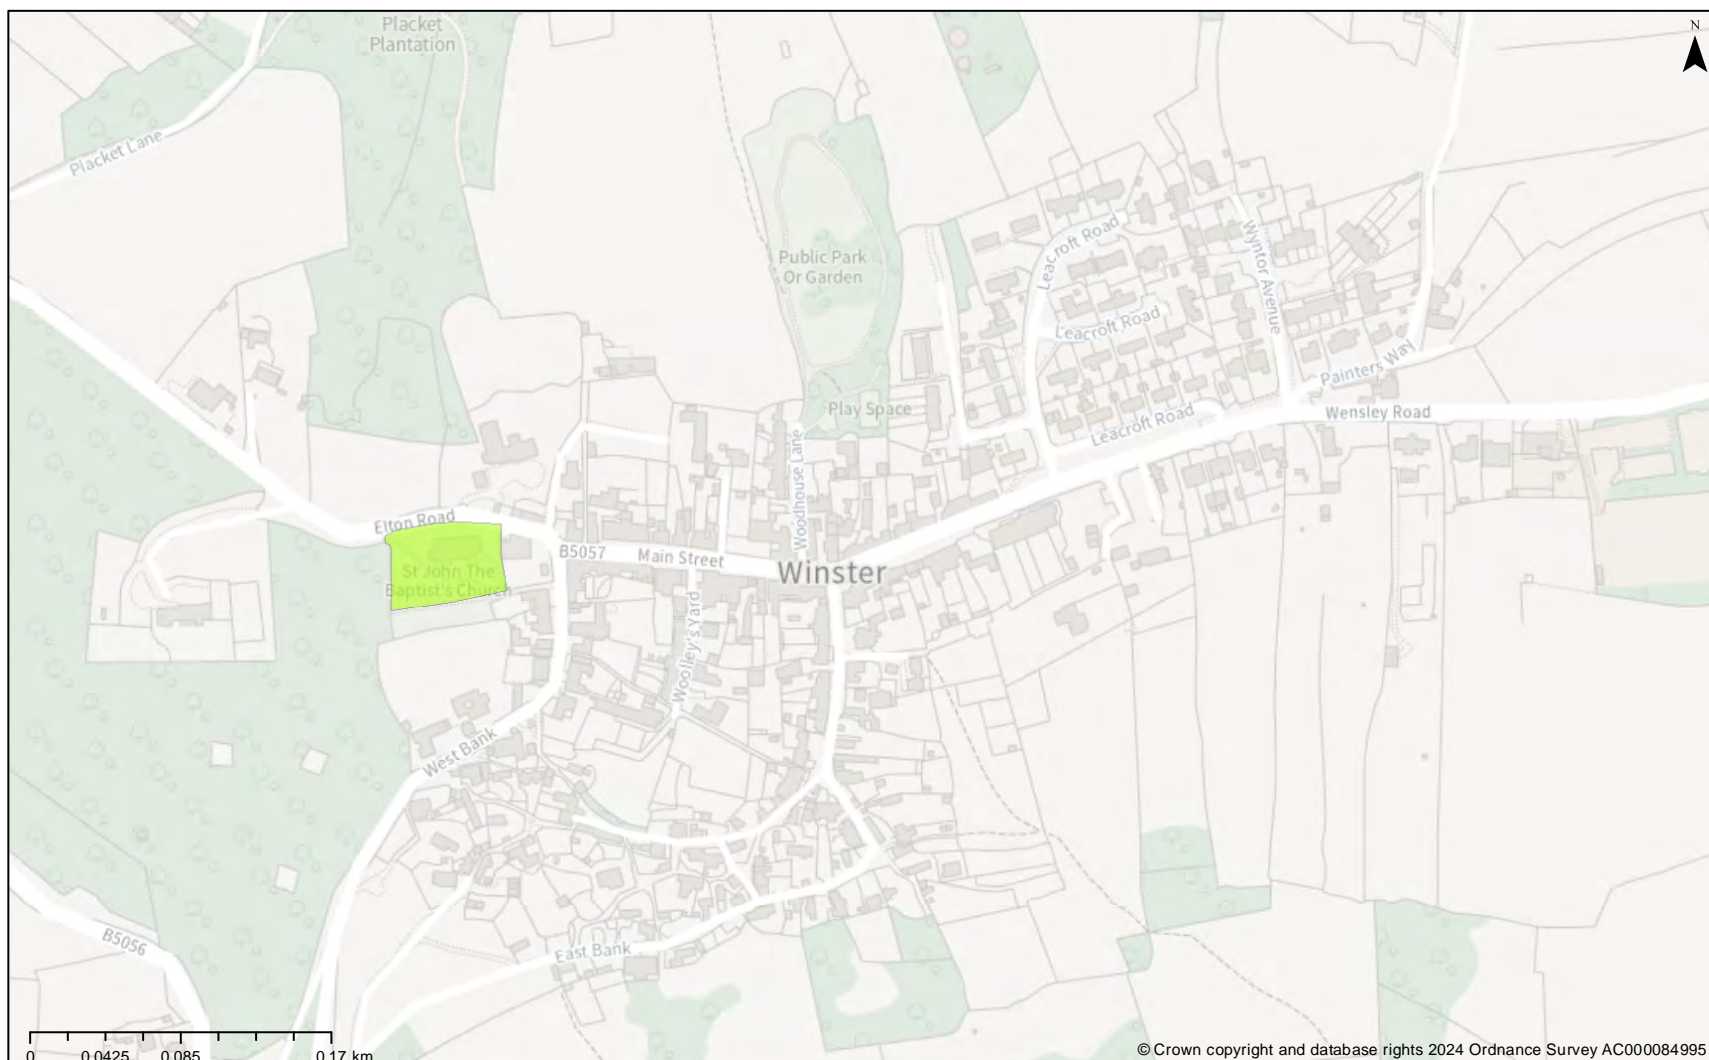 Placket
Plantation
N
Placket Lane
Public Park
Or Garden
Leacroft Road
Wyntor Avenue
Leacroft Road
Painters Way
Play Space
Leacroft Road
Wensley Road
Woodhouse Lane
Elton Road
B5057
Main Street
Winster
St John The
Baptist's Church
Woolley's Yard
West Bank
B5056
East Bank
0 0.0425 0.085 0.17 km
© Crown copyright and database rights 2024 Ordnance Survey AC000084995